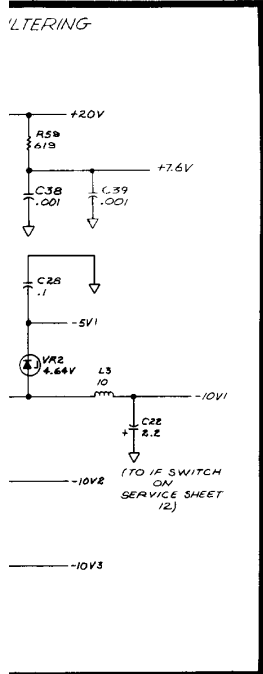 ILTERING
+20V
R59
619
+7.6V
C38
.001
C39
.001
C28
.1
-5V1
VR2
4.64V
L3
10
-10V1
C22
+ 2.2
(TO IF SWITCH
ON
SERVICE SHEET
12)
-10V2
-10V3